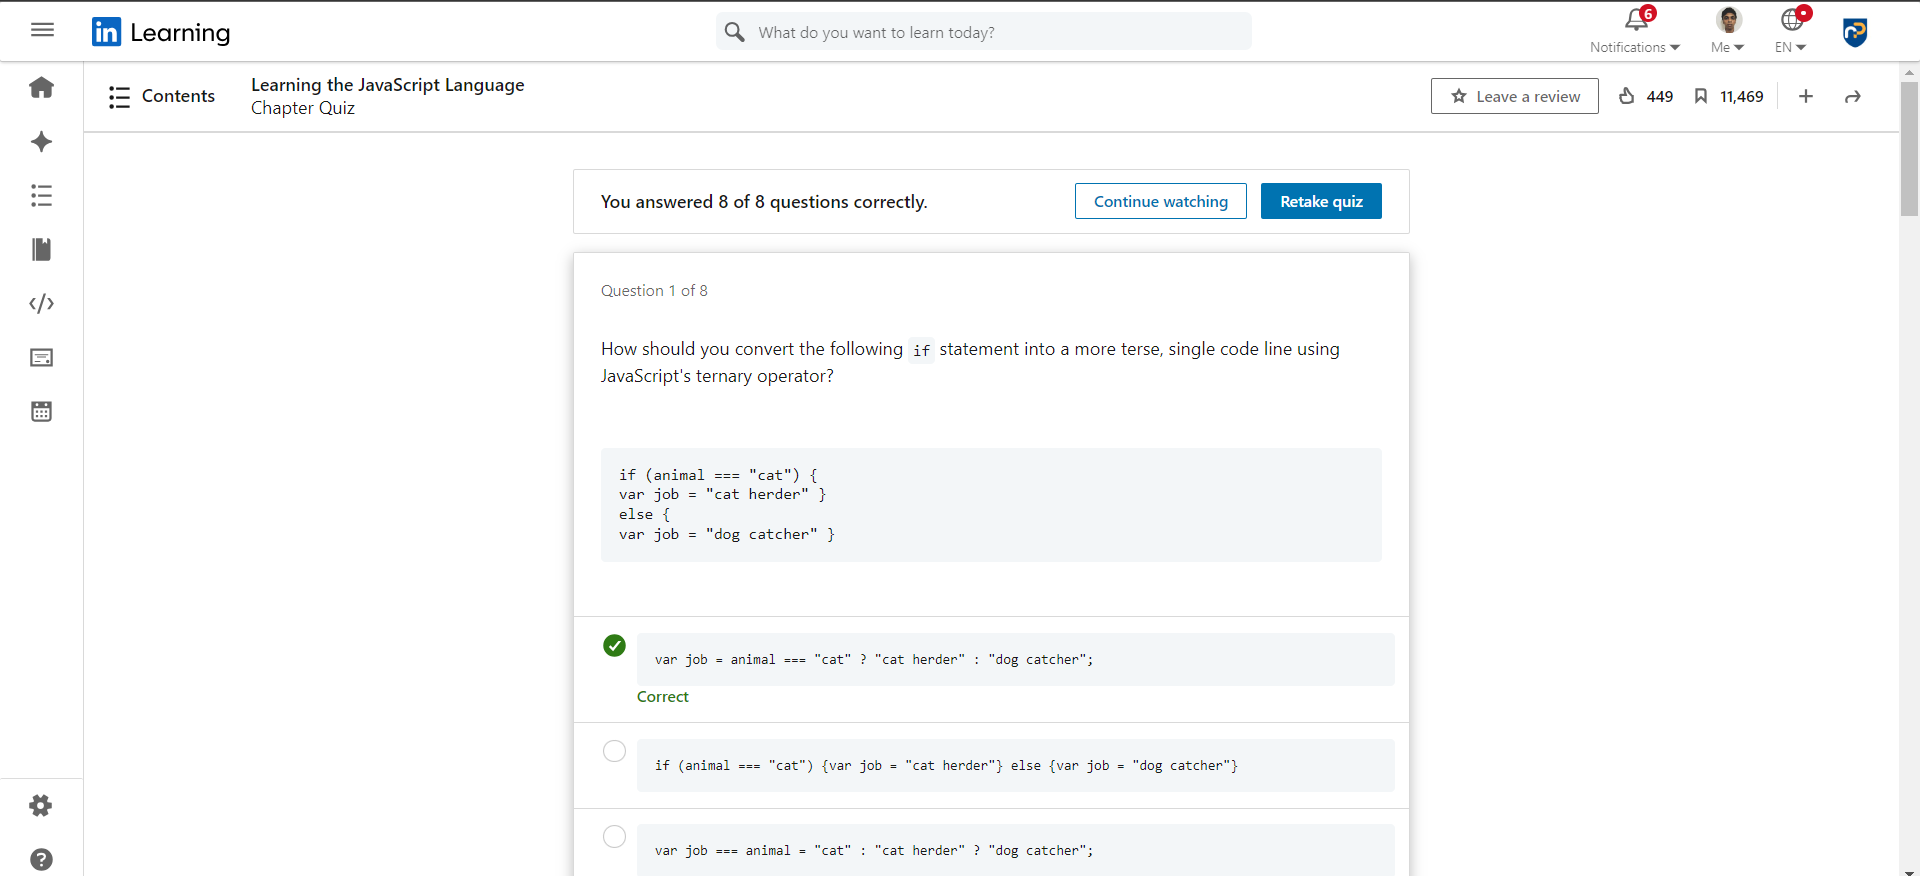 in Learning
What do you want to learn today?
6
Notifications
Me
EN
Contents
Learning the JavaScript Language
Chapter Quiz
Leave a review
449
11,469
You answered 8 of 8 questions correctly.
Continue watching
Retake quiz
Question 1 of 8
How should you convert the following if statement into a more terse, single code line using
JavaScript's ternary operator?
if (animal === "cat") {
var job = "cat herder" }
else {
var job = "dog catcher" }
var job = animal === "cat" ? "cat herder" : "dog catcher";
Correct
if (animal === "cat") {var job = "cat herder"} else {var job = "dog catcher"}
var job === animal = "cat" : "cat herder" ? "dog catcher";